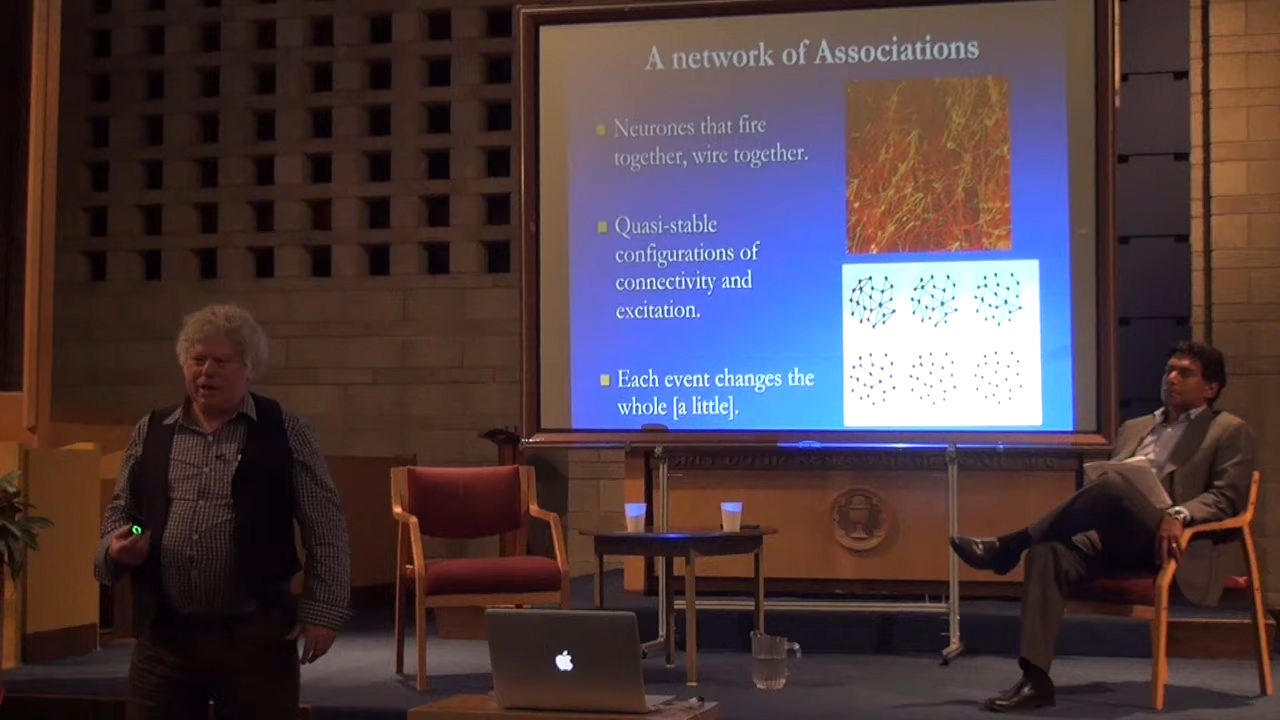 A network of Associations
Neurones that fire
together, wire together.
Quasi-stable
configurations of
connectivity and
excitation.
Each event changes the
whole [a little].